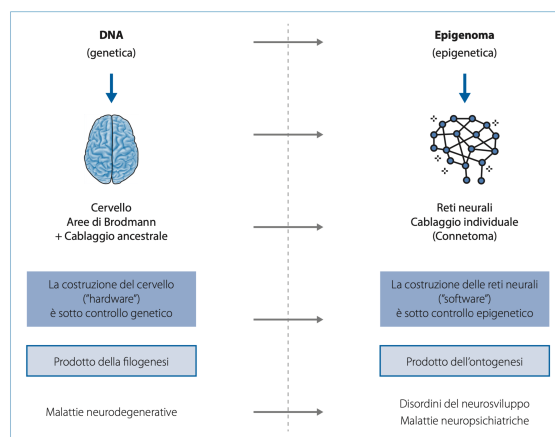 DNA
(genetica)
Epigenoma
(epigenetica)
Cervello
Aree di Brodmann
+ Cablaggio ancestrale
Reti neurali
Cablaggio individuale
(Connetoma)
La costruzione del cervello
("hardware")
è sotto controllo genetico
La costruzione delle reti neurali
("software")
è sotto controllo epigenetico
Prodotto della filogenesi
Prodotto dell'ontogenesi
Malattie neurodegenerative
Disordini del neurosviluppo
Malattie neuropsichiatriche